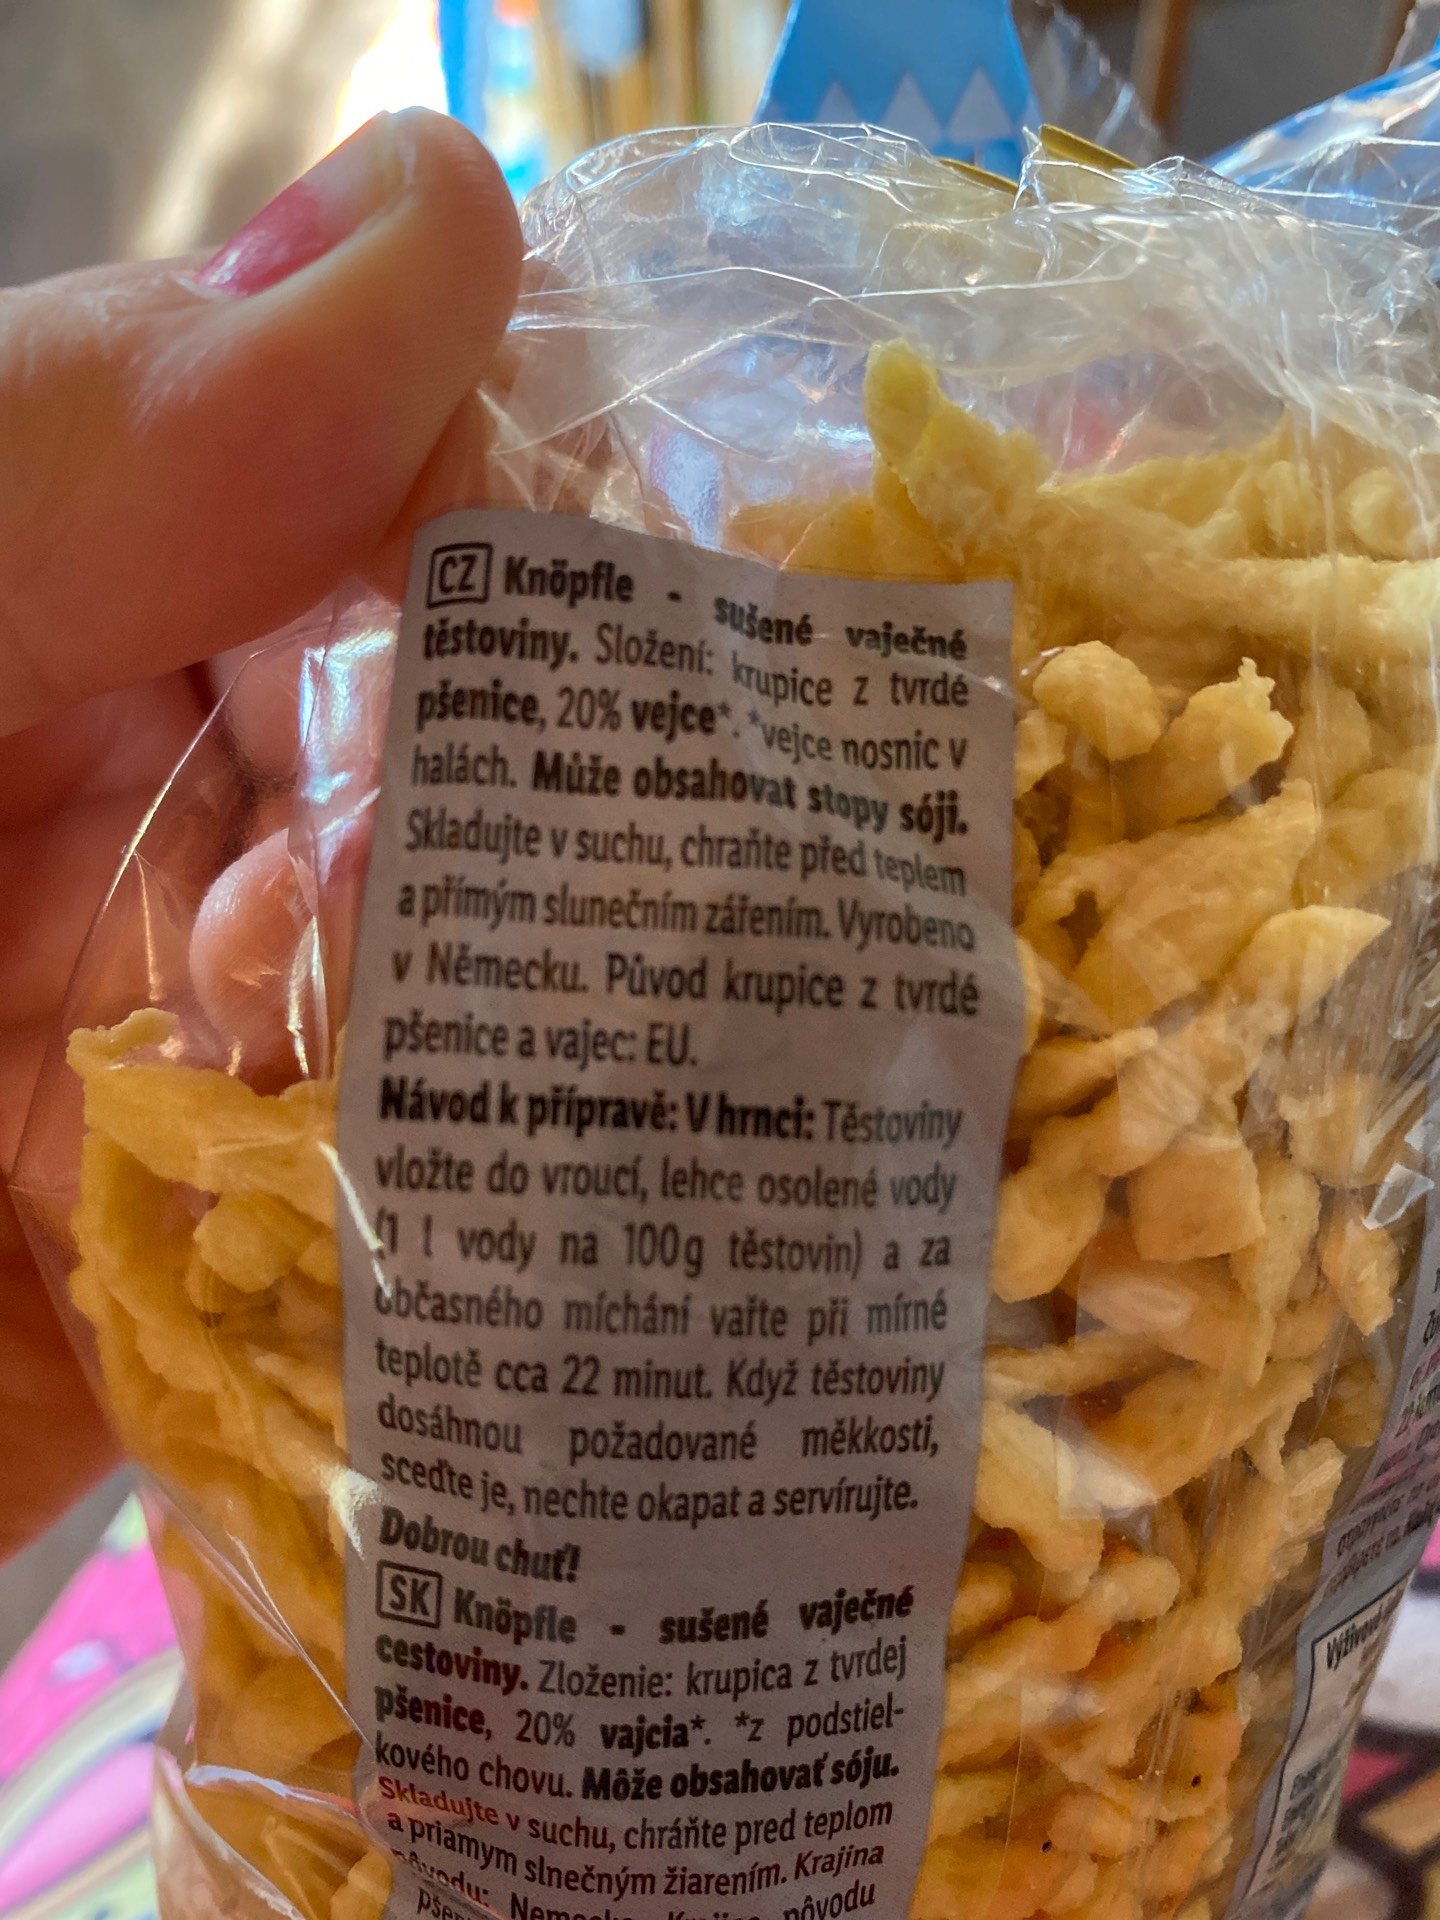 CZ Knöpfle - sušené vaječné
těstoviny. Složení: krupice z tvrdé
pšenice, 20% vejce*. *vejce nosnic v
halách. Může obsahovat stopy sóji.
Skladujte v suchu, chraňte před teplem
a přímým slunečním zářením. Vyrobeno
v Německu. Původ krupice z tvrdé
pšenice a vajec: EU.
Návod k přípravě: V hrnci: Těstoviny
vložte do vroucí, lehce osolené vody
(1 l vody na 100g těstovin) a za
občasného míchání vařte při mírné
teplotě cca 22 minut. Když těstoviny
dosáhnou požadované měkkosti,
sceďte je, nechte okapat a servírujte.
Dobrou chuť!
SK Knöpfle - sušené vaječné
cestoviny. Zloženie: krupica z tvrdej
pšenice, 20% vajcia*. *z podstiel-
kového chovu. Môže obsahovať sóju.
Skladujte v suchu, chráňte pred teplom
a priamym slnečným žiarením. Krajina
pôvodu: pôvodu